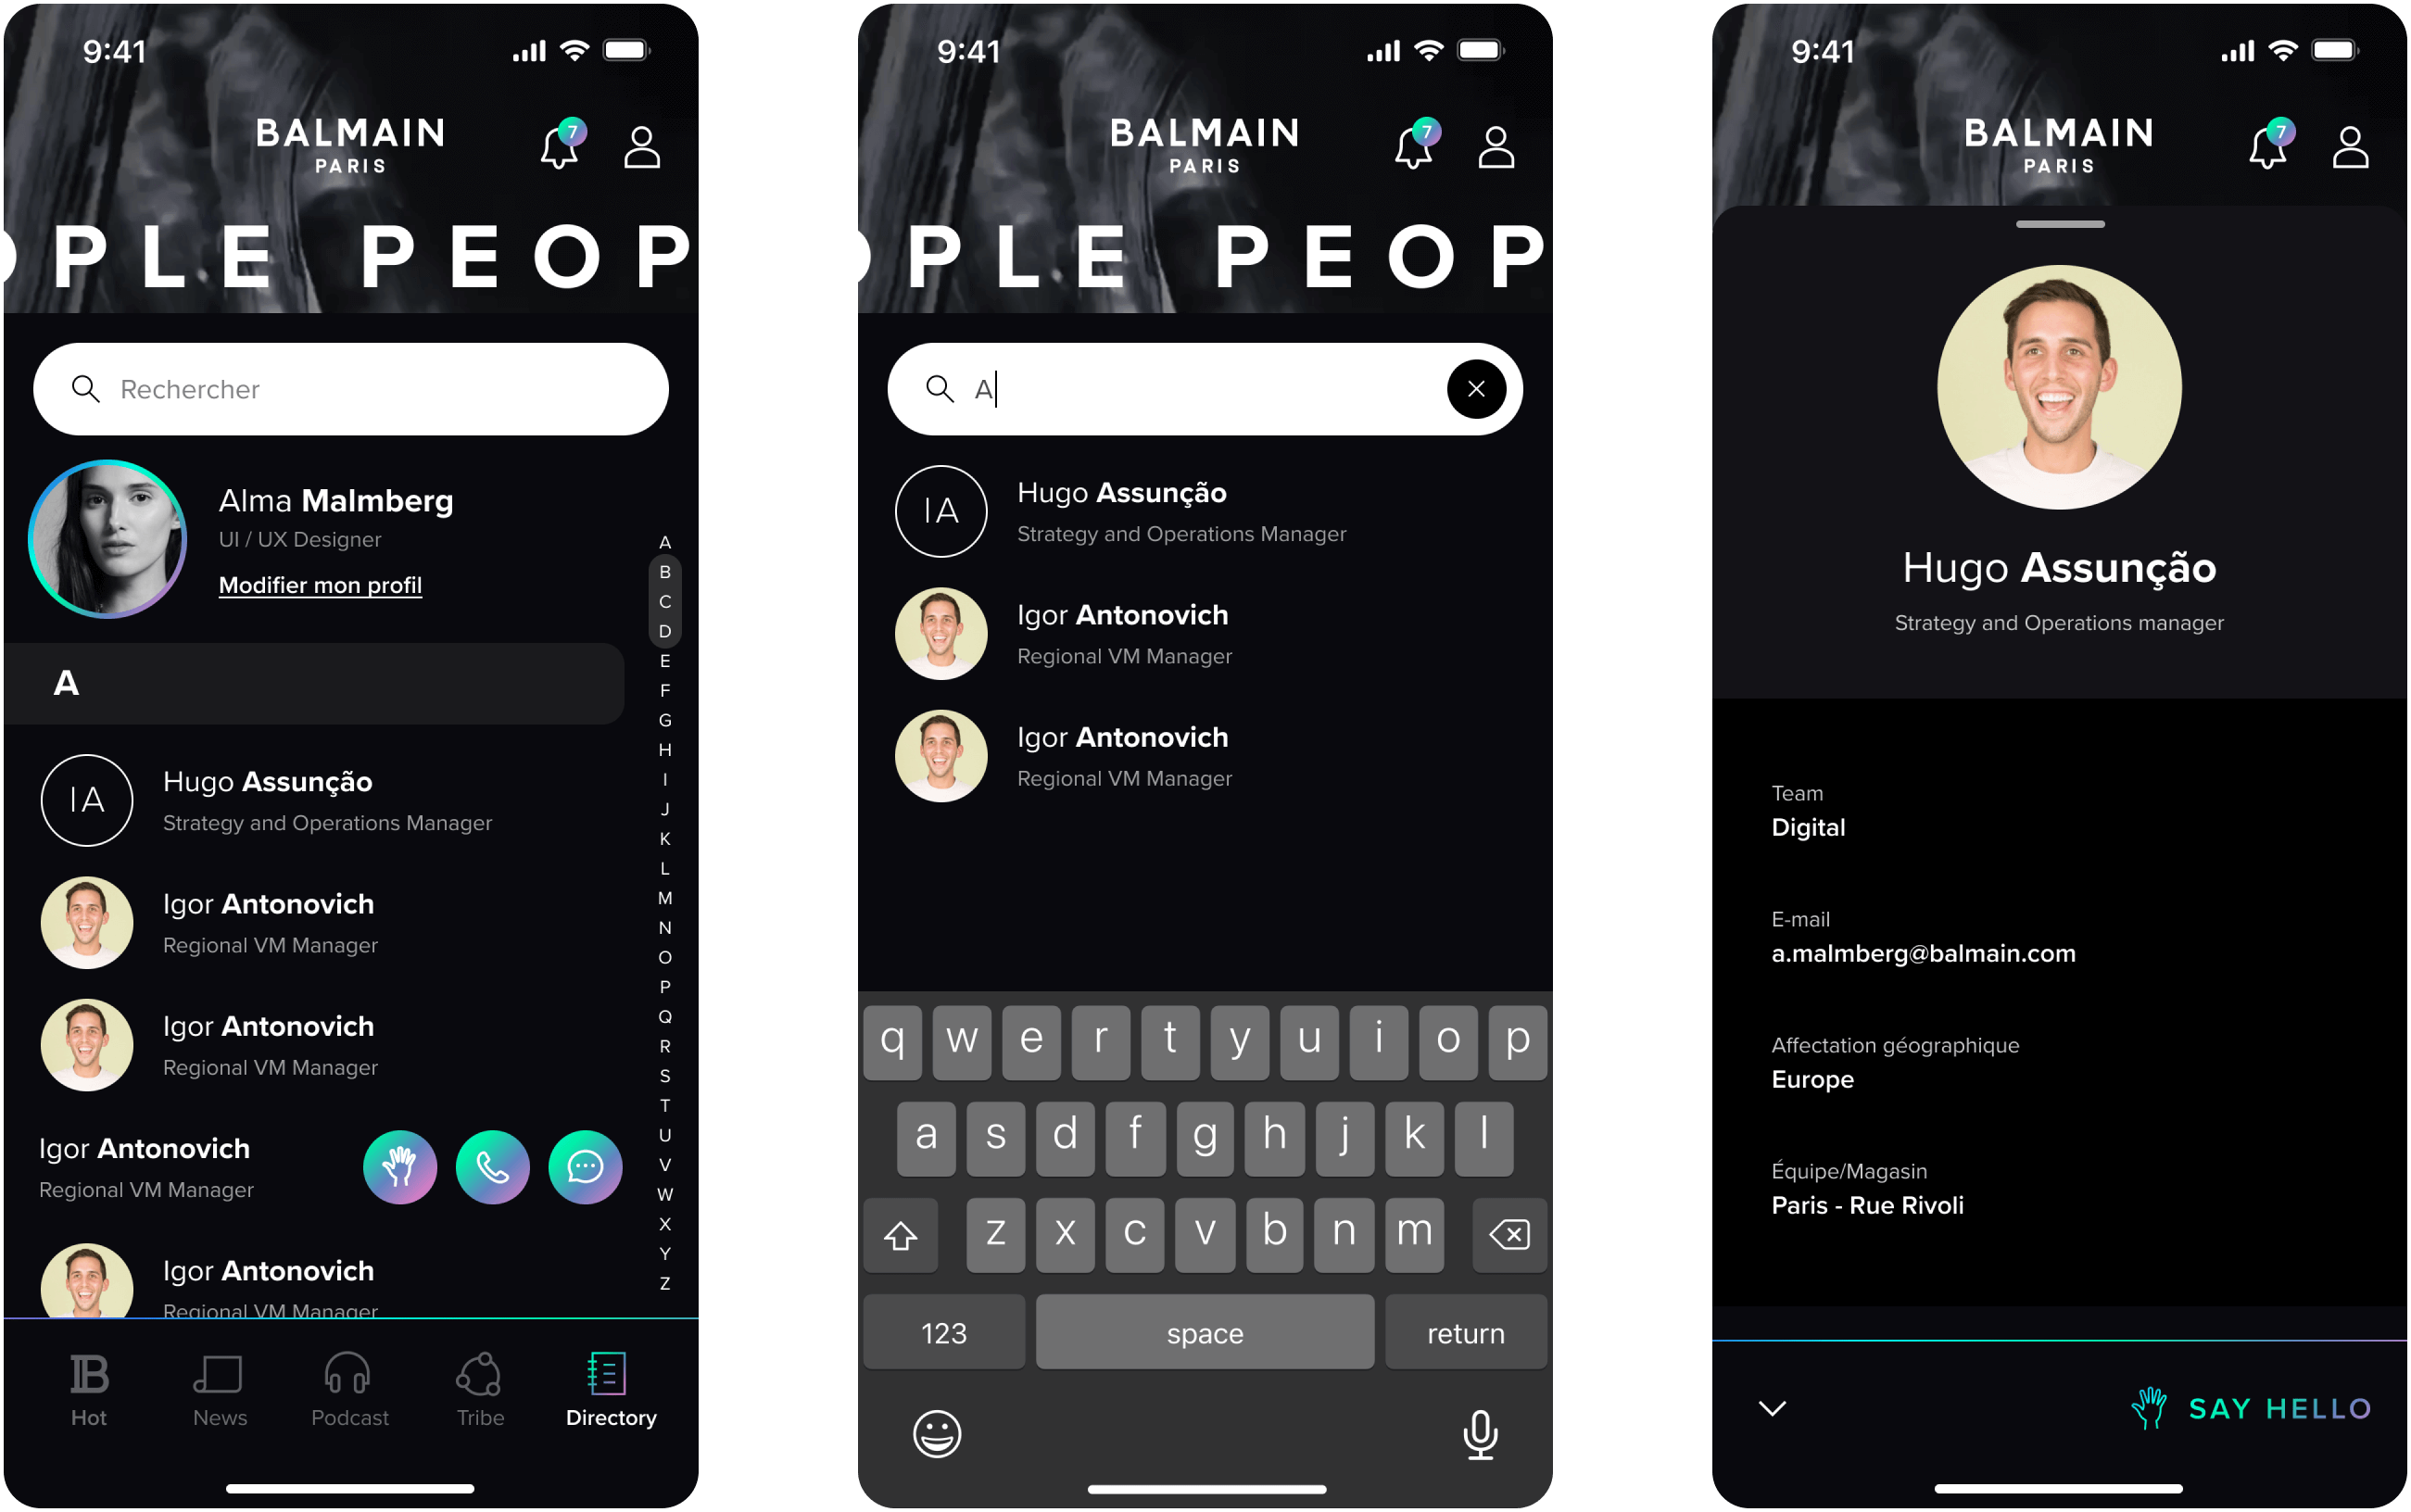 9:41
BALMAIN
PARIS
7
OPLE PEOP
Rechercher
Alma Malmberg
UI / UX Designer
Modifier mon profil
A
Hugo Assunção
IA
Strategy and Operations Manager
Igor Antonovich
Regional VM Manager
Igor Antonovich
Regional VM Manager
Igor Antonovich
Regional VM Manager
Igor Antonovich
Regional VM Manager
A
B
C
D
E
F
G
H
I
J
K
L
M
N
O
P
Q
R
S
T
U
V
W
X
Y
Z
B
Hot
News
Podcast
Tribe
Directory
9:41
BALMAIN
PARIS
7
OPLE PEOP
A
IA
Hugo Assunção
Strategy and Operations Manager
Igor Antonovich
Regional VM Manager
Igor Antonovich
Regional VM Manager
q w e r t y u i o p
a s d f g h j k l
z x c v b n m
123 space return
9:41
BALMAIN
PARIS
7
Hugo Assunção
Strategy and Operations manager
Team
Digital
E-mail
a.malmberg@balmain.com
Affectation géographique
Europe
Équipe/Magasin
Paris - Rue Rivoli
SAY HELLO